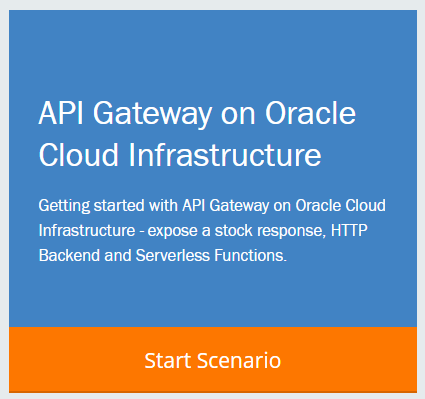 API Gateway on Oracle
Cloud Infrastructure
Getting started with API Gateway on Oracle Cloud
Infrastructure - expose a stock response, HTTP
Backend and Serverless Functions.
Start Scenario